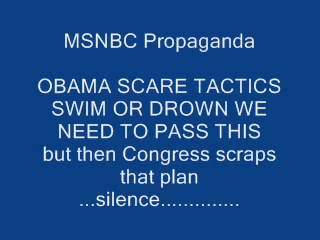 MSNBC Propaganda
OBAMA SCARE TACTICS
SWIM OR DROWN WE
NEED TO PASS THIS
but then Congress scraps
that plan
...silence..............